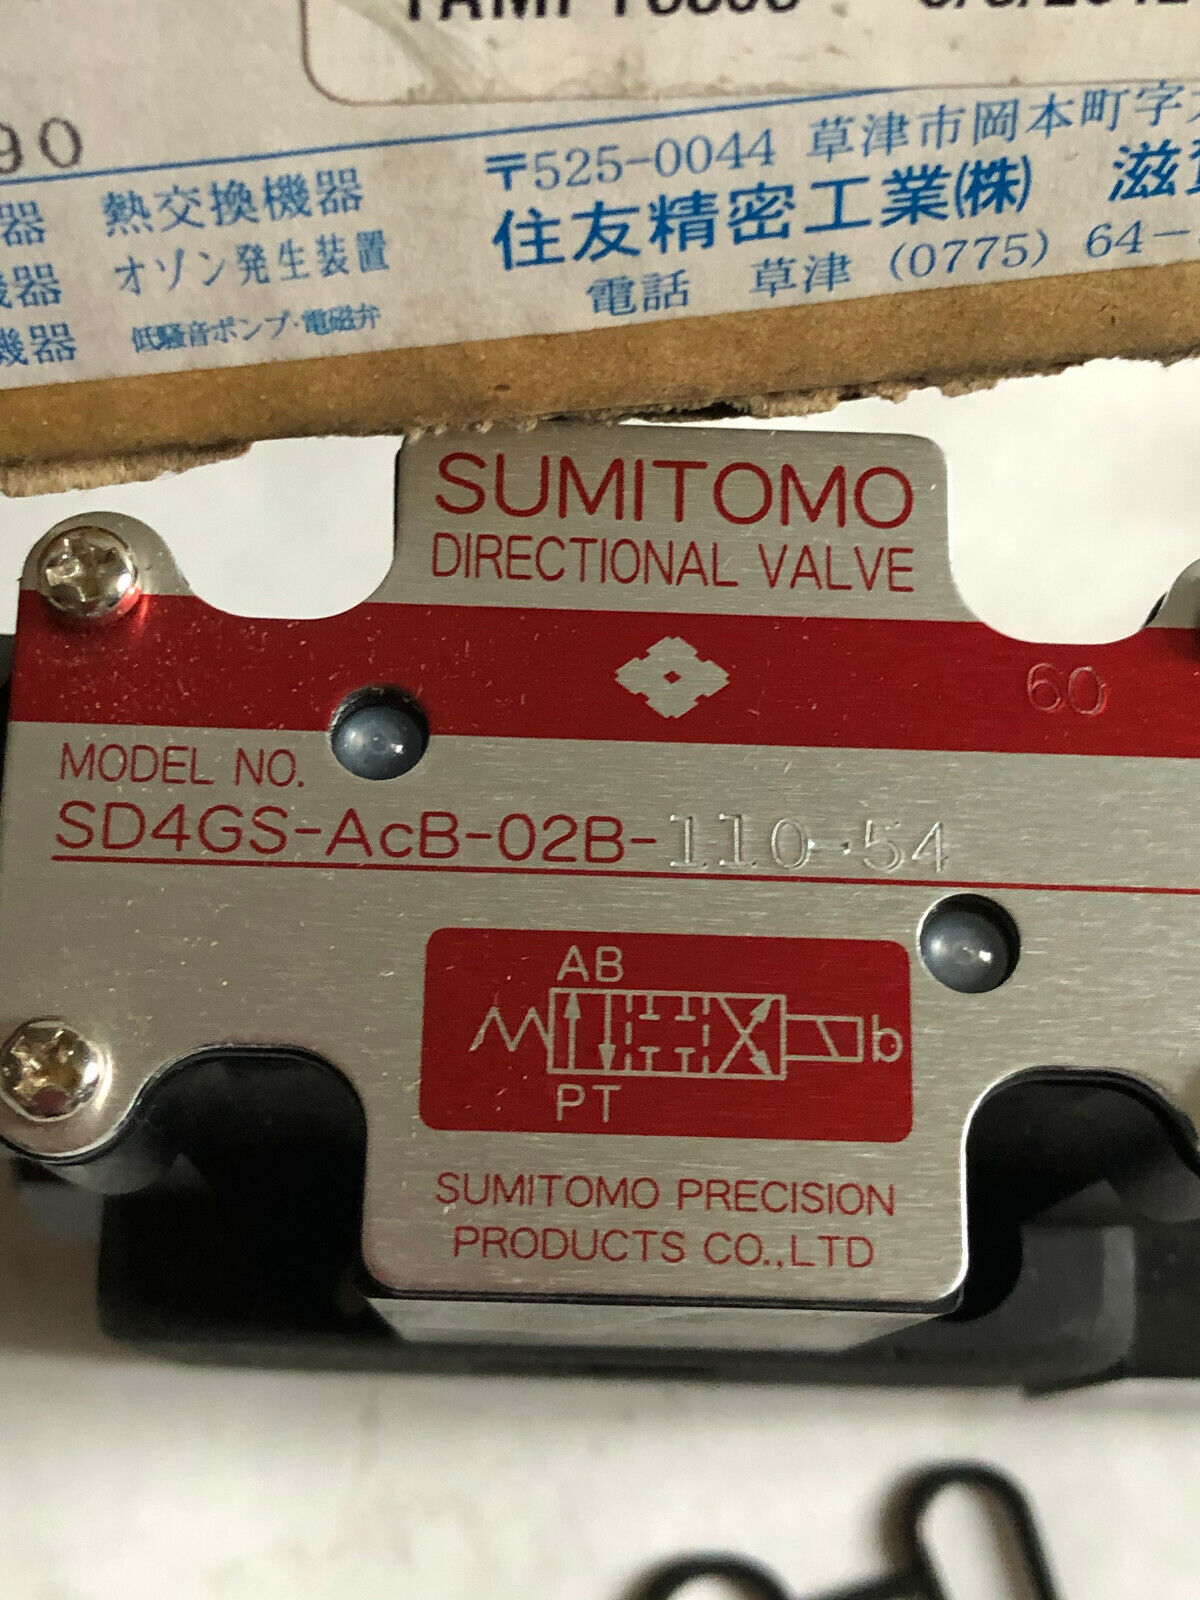 90
〒525-0044 草津市岡本町字
器 熱交換機器 住友精密工業(株)
機器 オゾン発生装置 電話 草津 (0775) 64-
機器 低騒音ポンプ・電磁弁
SUMITOMO
DIRECTIONAL VALVE
60
MODEL NO.
SD4GS-AcB-02B-110-54
AB
b
PT
SUMITOMO PRECISION
PRODUCTS CO.,LTD